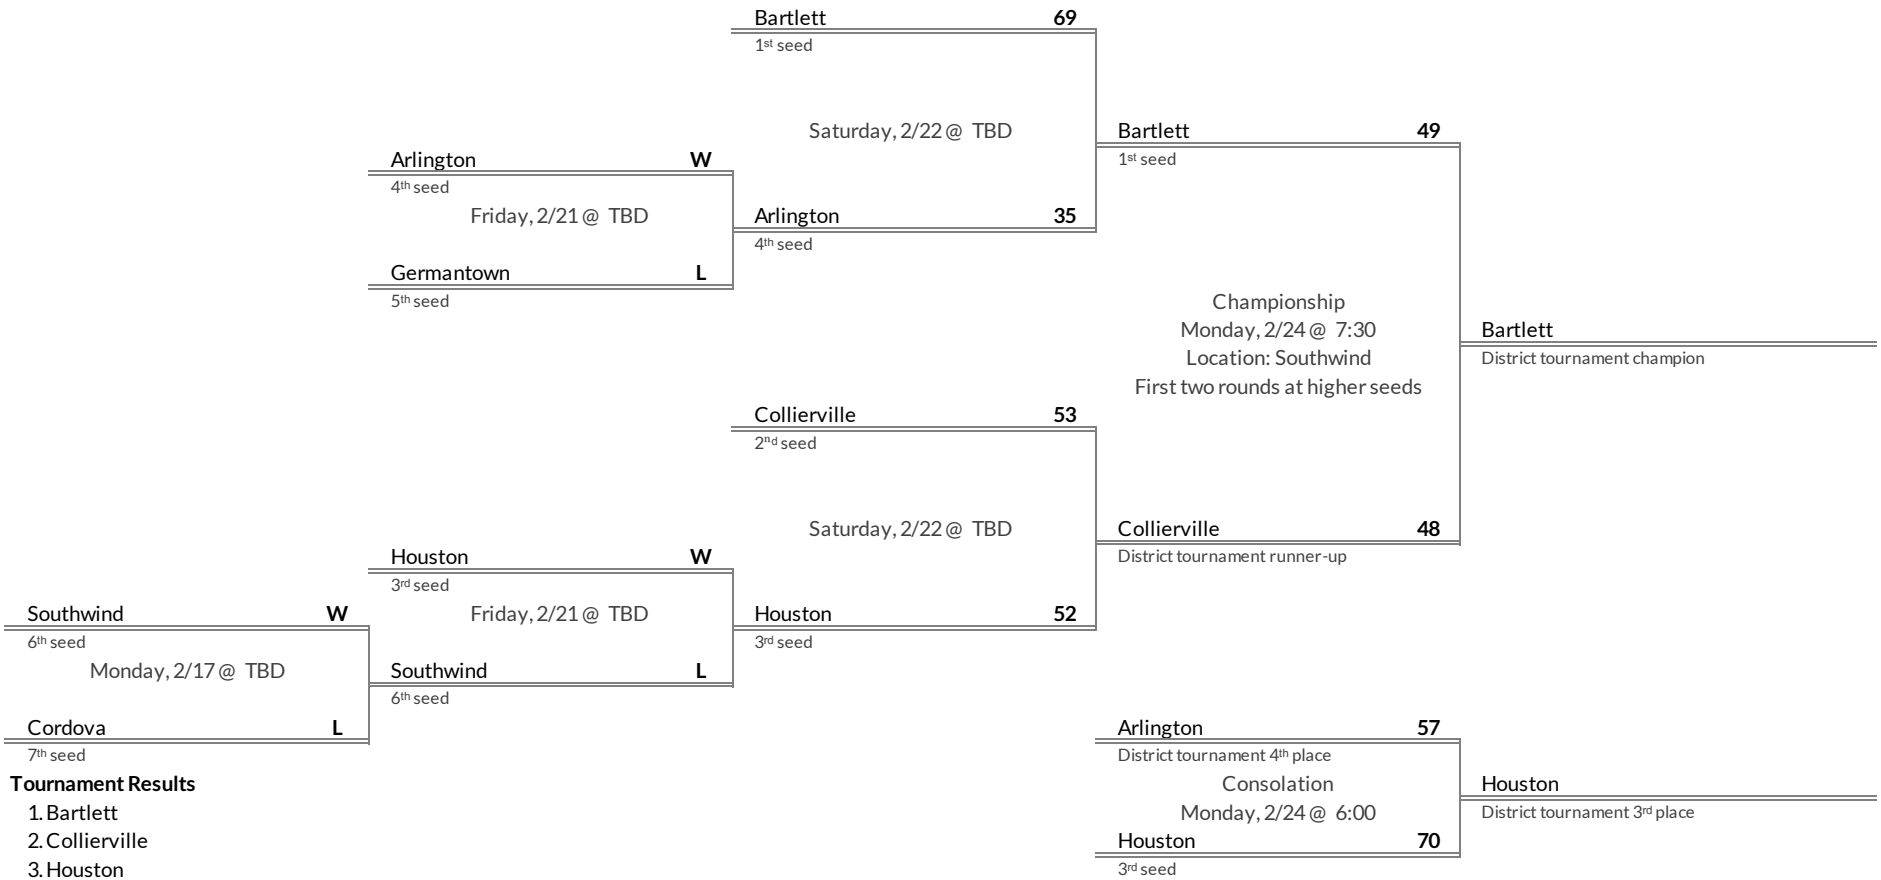 Bartlett 69
1st seed
Saturday, 2/22 @ TBD
Bartlett 49
1st seed
Arlington W
4th seed
Friday, 2/21 @ TBD
Arlington 35
4th seed
Germantown L
5th seed
Championship
Monday, 2/24 @ 7:30
Location: Southwind
First two rounds at higher seeds
Bartlett
District tournament champion
Collierville 53
2nd seed
Saturday, 2/22 @ TBD
Collierville 48
District tournament runner-up
Houston W
3rd seed
Friday, 2/21 @ TBD
Houston 52
3rd seed
Southwind W
6th seed
Monday, 2/17 @ TBD
Southwind L
6th seed
Cordova L
7th seed
Arlington 57
District tournament 4th place
Consolation
Monday, 2/24 @ 6:00
Houston
District tournament 3rd place
Houston 70
3rd seed
Tournament Results
1. Bartlett
2. Collierville
3. Houston